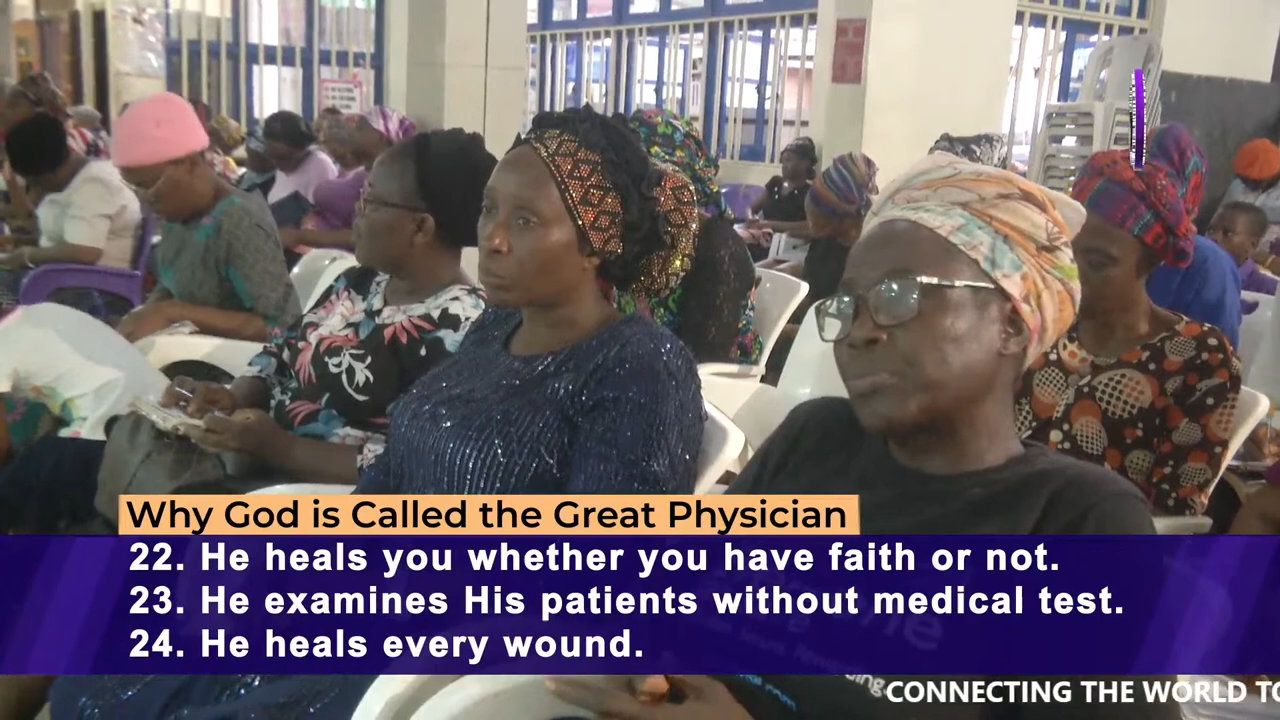 Why God is Called the Great Physician
22. He heals you whether you have faith or not.
23. He examines His patients without medical test.
24. He heals every wound.
CONNECTING THE WORLD TO